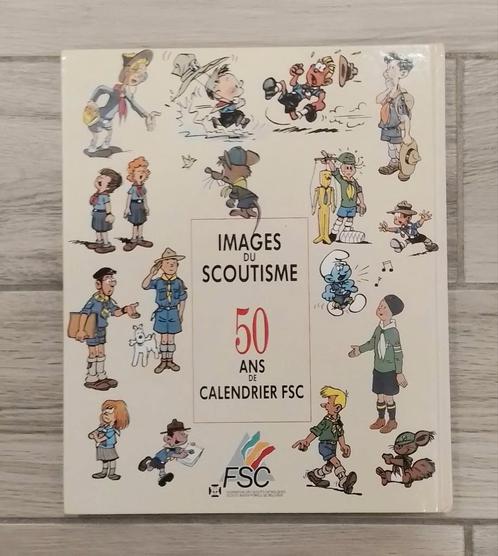 IMAGES
DU
SCOUTISME
50
ANS
DE
CALENDRIER FSC
FSC